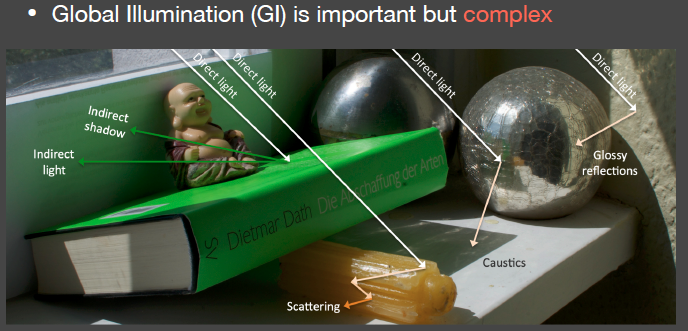 • Global Illumination (GI) is important but complex
Direct light
Direct light
Direct light
Direct light
Indirect
shadow
Indirect
light
Glossy
reflections
Dietmar Dath Die Abschaffung der Arten
Caustics
Scattering